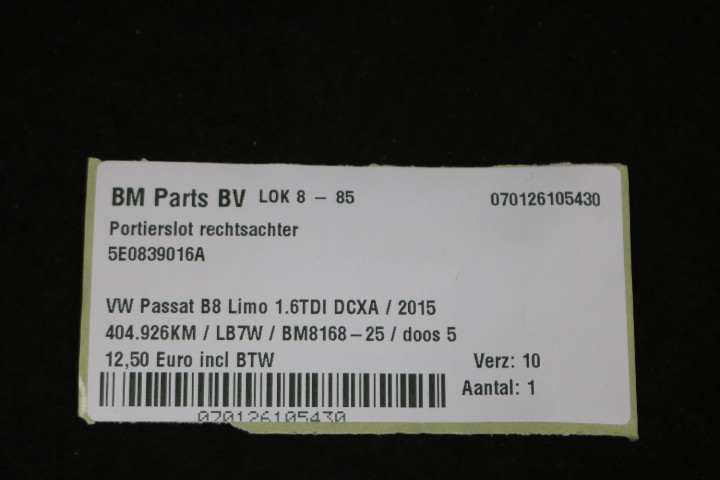 BM Parts BV LOK 8 - 85 070126105430
Portierslot rechtsachter
5E0839016A
VW Passat B8 Limo 1.6TDI DCXA / 2015
404.926KM / LB7W / BM8168-25 / doos 5
12,50 Euro incl BTW Verz: 10
Aantal: 1
070126105430